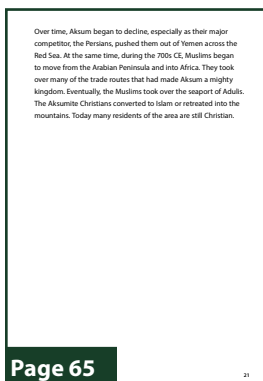 Over time, Aksum began to decline, especially as their major
competitor, the Persians, pushed them out of Yemen across the
Red Sea. At the same time, during the 700s CE, Muslims began
to move from the Arabian Peninsula and into Africa. They took
over many of the trade routes that had made Aksum a mighty
kingdom. Eventually, the Muslims took over the seaport of Adulis.
The Aksumite Christians converted to Islam or retreated into the
mountains. Today many residents of the area are still Christian.
Page 65
21